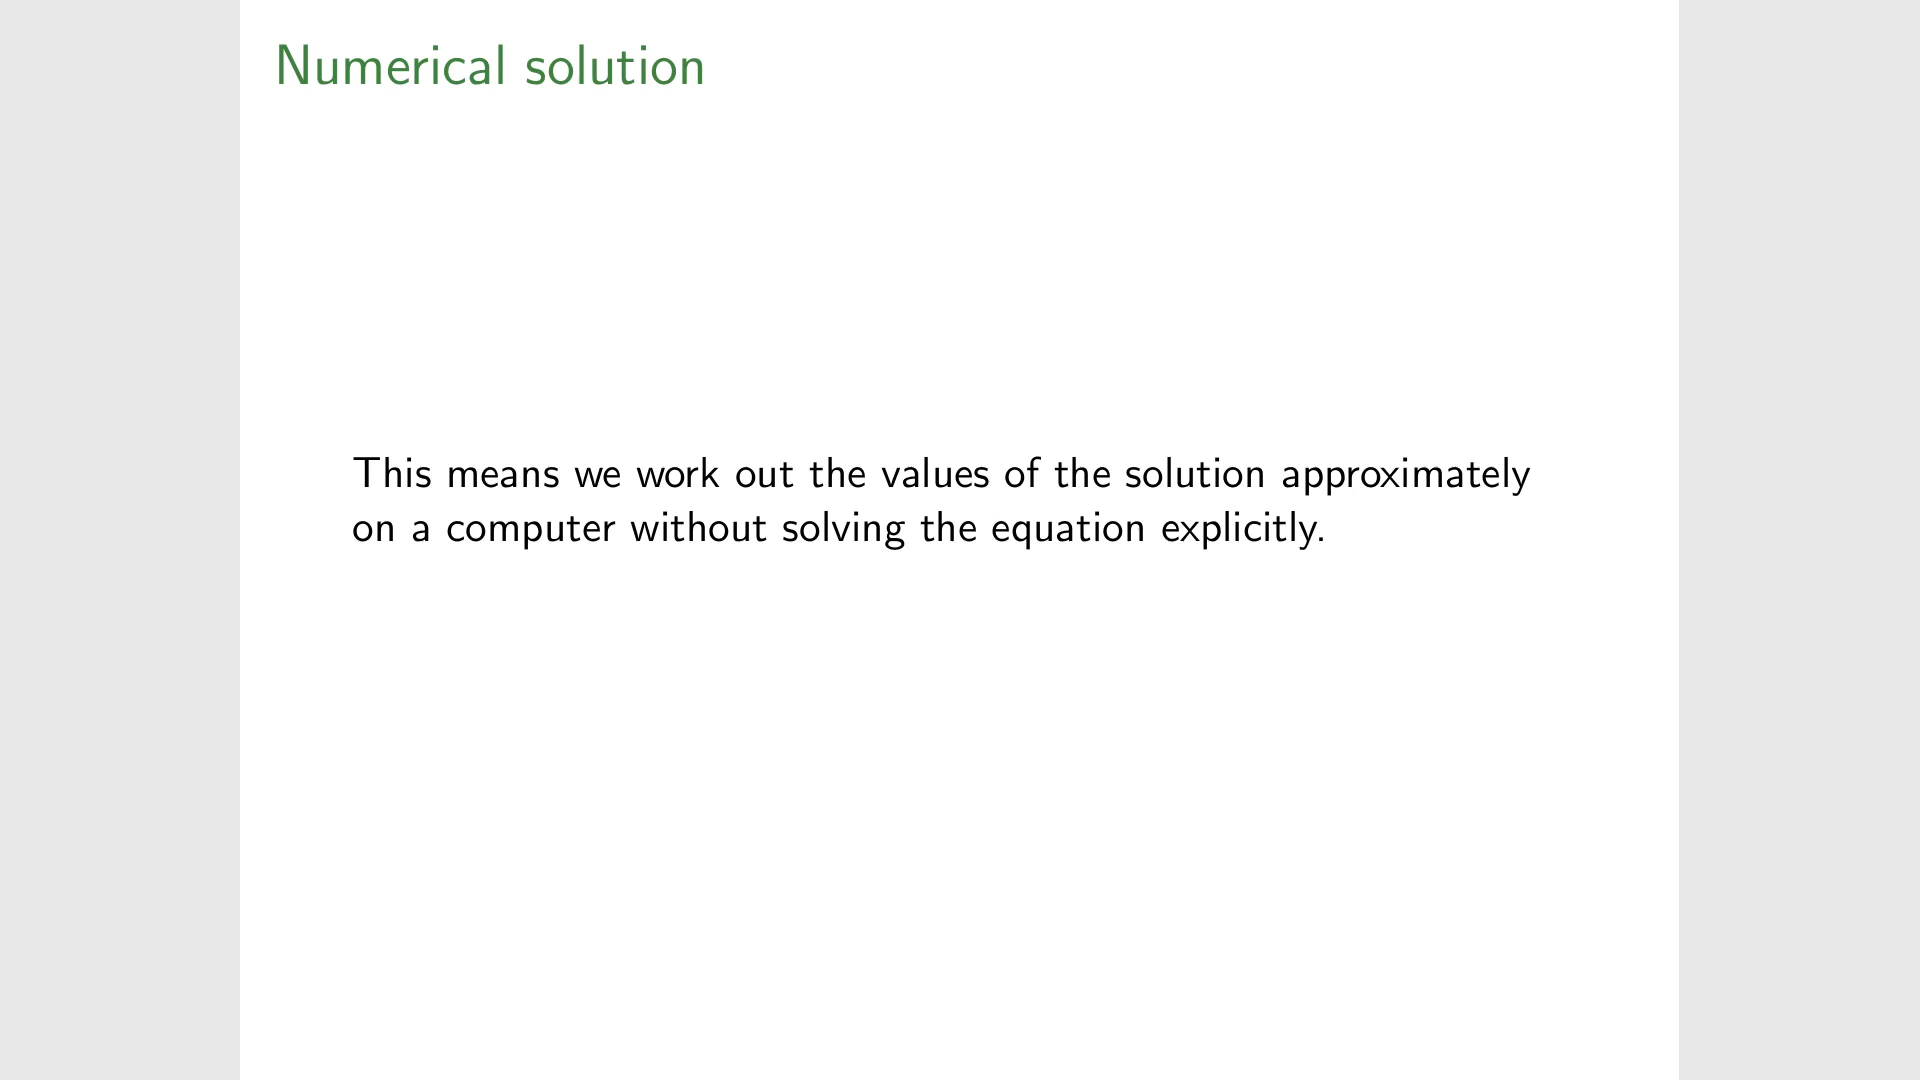 Numerical solution
This means we work out the values of the solution approximately
on a computer without solving the equation explicitly.